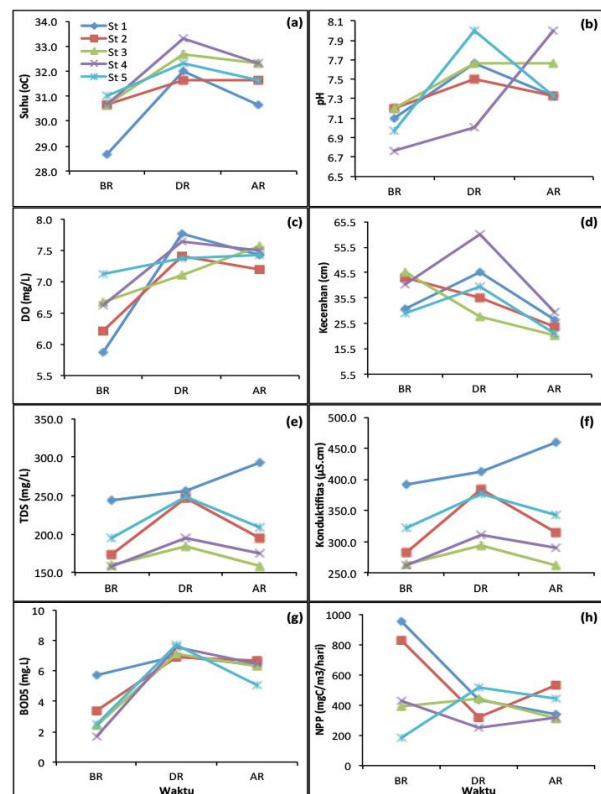 (a)
St 1
St 2
St 3
St 4
St 5
Suhu (oC)
34.0
33.0
32.0
31.0
30.0
29.0
28.0
BR DR AR
(b)
pH
8.1
7.9
7.7
7.5
7.3
7.1
6.9
6.7
6.5
BR DR AR
(c)
DO (mg/L)
8.0
7.5
7.0
6.5
6.0
5.5
BR DR AR
(d)
Kecerahan (cm)
65.5
55.5
45.5
35.5
25.5
15.5
5.5
BR DR AR
(e)
TDS (mg/L)
350.0
300.0
250.0
200.0
150.0
BR DR AR
(f)
Konduktifitas (µS.cm)
500.0
450.0
400.0
350.0
300.0
250.0
BR DR AR
(g)
BOD5 (mg.L)
10
8
6
4
2
0
BR DR AR
Waktu
(h)
NPP (mgC/m3/hari)
1000
800
600
400
200
0
BR DR AR
Waktu